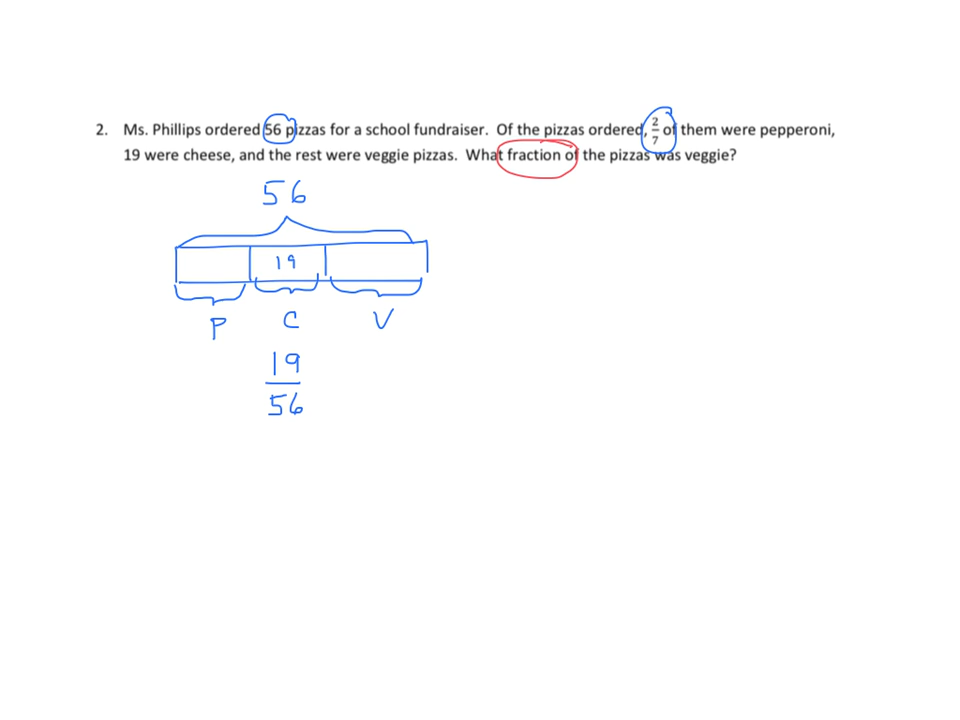 2. Ms. Phillips ordered 56 pizzas for a school fundraiser. Of the pizzas ordered, 2/7 of them were pepperoni,
19 were cheese, and the rest were veggie pizzas. What fraction of the pizzas was veggie?
56
19
P C V
19
56